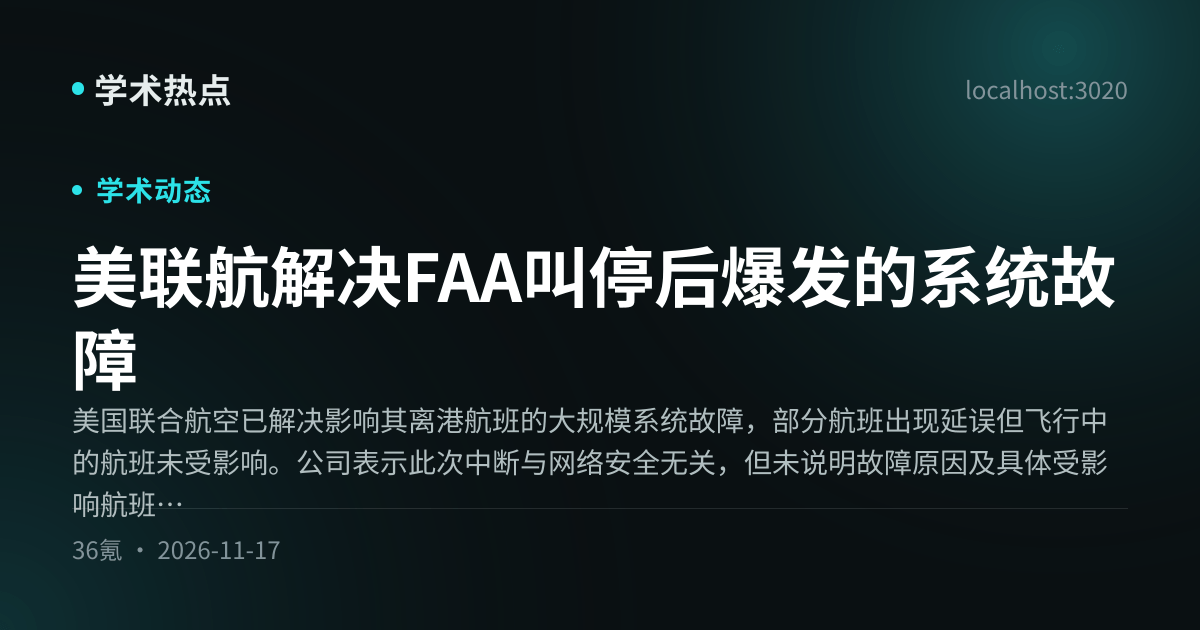 学术热点
localhost:3020
学术动态
美联航解决FAA叫停后爆发的系统故
障
美国联合航空已解决影响其离港航班的大规模系统故障，部分航班出现延误但飞行中
的航班未受影响。公司表示此次中断与网络安全无关，但未说明故障原因及具体受影
响航班…
36氪 · 2026-11-17